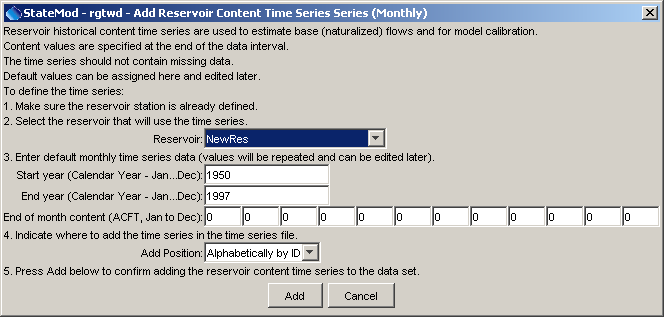 StateMod - rgtwd - Add Reservoir Content Time Series Series (Monthly)
Reservoir historical content time series are used to estimate base (naturalized) flows and for model calibration.
Content values are specified at the end of the data interval.
The time series should not contain missing data.
Default values can be assigned here and edited later.
To define the time series:
1. Make sure the reservoir station is already defined.
2. Select the reservoir that will use the time series.
Reservoir: NewRes
3. Enter default monthly time series data (values will be repeated and can be edited later).
Start year (Calendar Year - Jan...Dec): 1950
End year (Calendar Year - Jan...Dec): 1997
End of month content (ACFT, Jan to Dec): 0 0 0 0 0 0 0 0 0 0 0 0
4. Indicate where to add the time series in the time series file.
Add Position: Alphabetically by ID
5. Press Add below to confirm adding the reservoir content time series to the data set.
Add Cancel